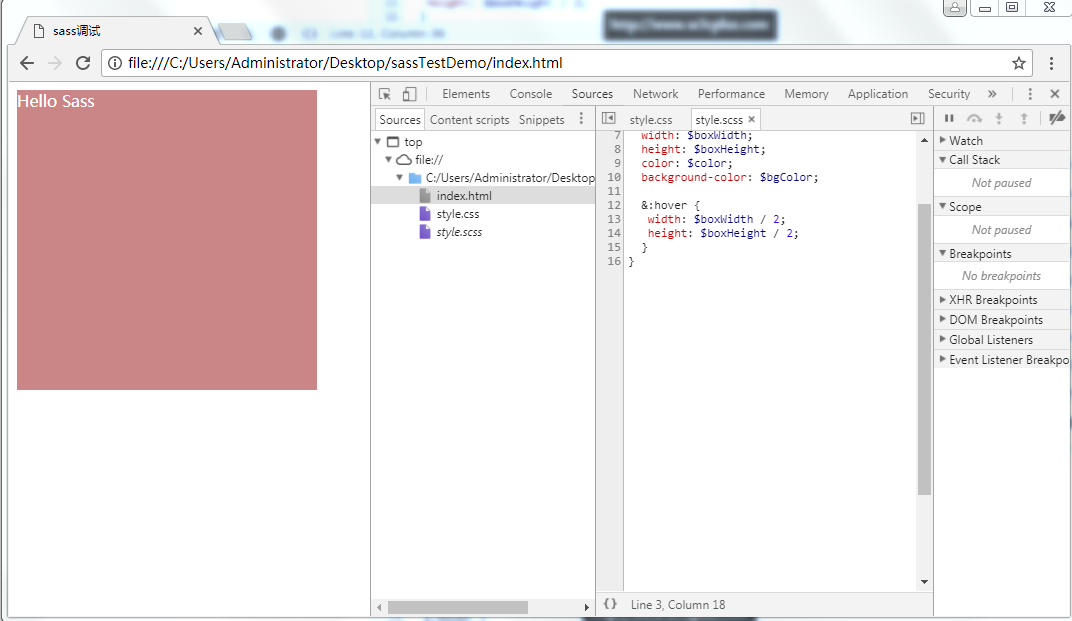 sass调试
file:///C:/Users/Administrator/Desktop/sassTestDemo/index.html
Hello Sass
Elements Console Sources Network Performance Memory Application Security »
Sources Content scripts Snippets
style.css style.scss ×
top
file://
C:/Users/Administrator/Desktop
index.html
style.css
style.scss
7 width: $boxWidth;
8 height: $boxHeight;
9 color: $color;
10 background-color: $bgColor;
11
12 &:hover {
13 width: $boxWidth / 2;
14 height: $boxHeight / 2;
15 }
16 }
{} Line 3, Column 18
Watch
Call Stack
Not paused
Scope
Not paused
Breakpoints
No breakpoints
XHR Breakpoints
DOM Breakpoints
Global Listeners
Event Listener Breakpo